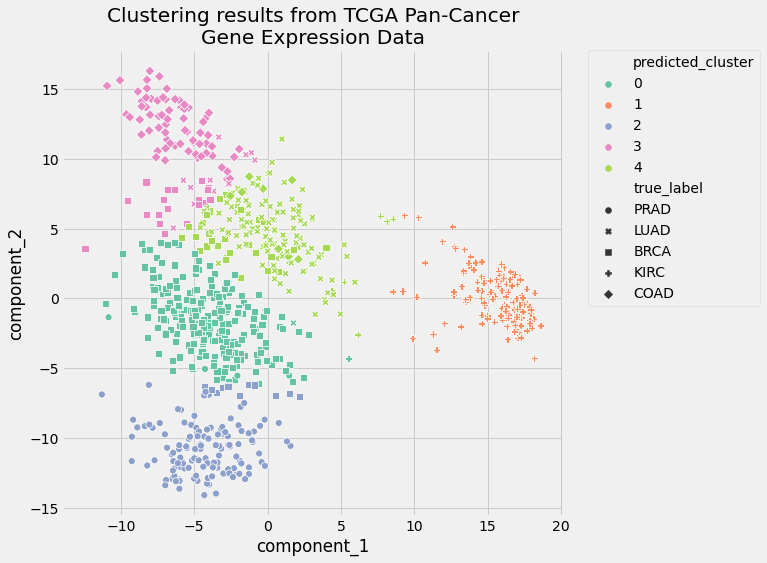 Clustering results from TCGA Pan-Cancer
Gene Expression Data
predicted_cluster
0
1
2
3
4
true_label
PRAD
LUAD
BRCA
KIRC
COAD
component_2
15
10
5
0
−5
−10
−15
−10
−5
0
5
10
15
20
component_1